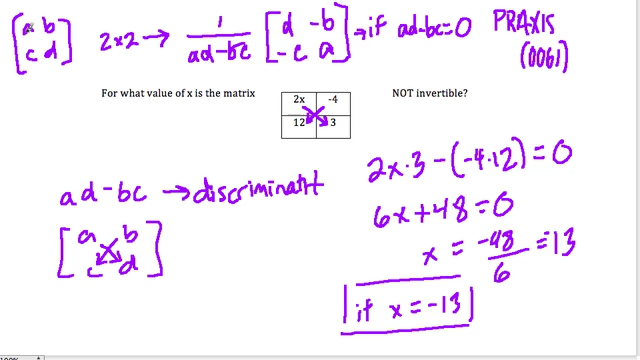 [a b
c d] 2x2 → 1/ad-bc [d -b
-c a] → if ad-bc=0 PRAXIS
(0061)
For what value of x is the matrix
2x -4
12 3
NOT invertible?
ad-bc → discriminant
[a b
c d]
2x·3 - (-4·12) = 0
6x + 48 = 0
x = -48/6 = 13
if x = -13